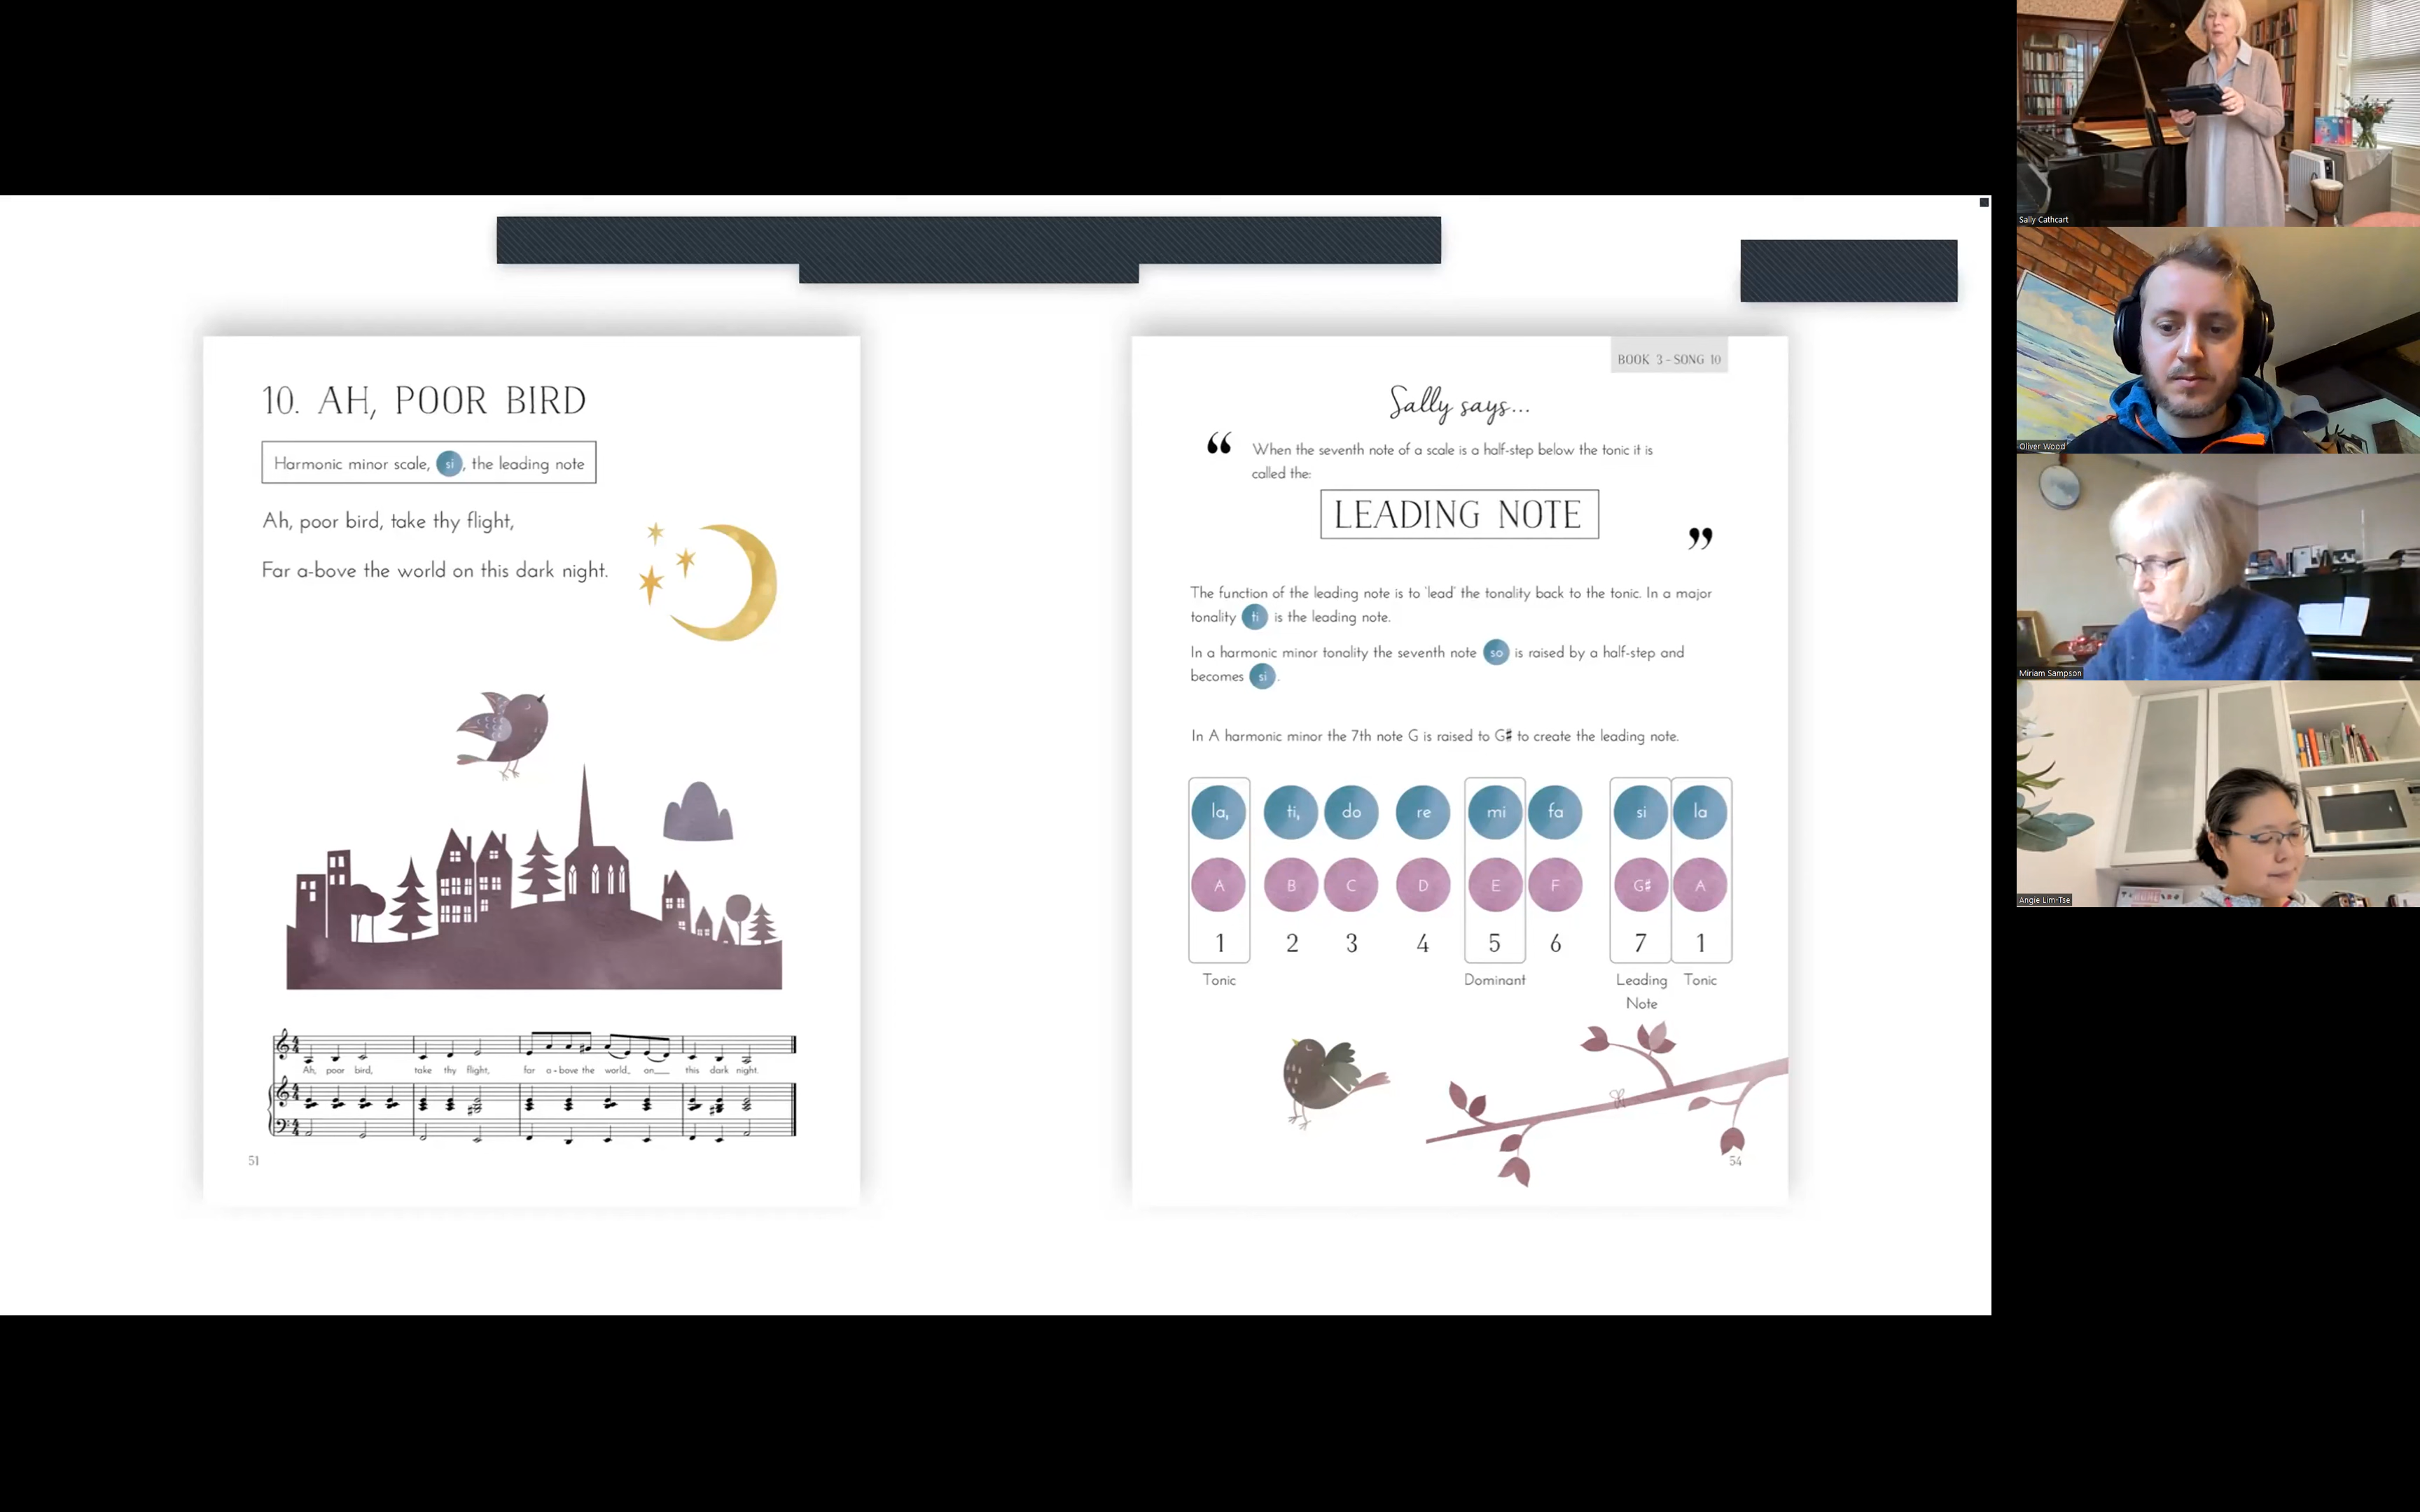 10. AH, POOR BIRD
Harmonic minor scale, si, the leading note
Ah, poor bird, take thy flight,
Far a-bove the world on this dark night.
Ah, poor bird, take thy flight, far a-bove the world, on___ this dark night.
51
BOOK 3 - SONG 10
Sally says...
“ When the seventh note of a scale is a half-step below the tonic it is
called the:
LEADING NOTE
”
The function of the leading note is to 'lead' the tonality back to the tonic. In a major
tonality ti is the leading note.
In a harmonic minor tonality the seventh note so is raised by a half-step and
becomes si.
In A harmonic minor the 7th note G is raised to G♯ to create the leading note.
la, ti, do re mi fa si la
A B C D E F G♯ A
1 2 3 4 5 6 7 1
Tonic Dominant Leading Tonic
Note
54
Sally Cathcart
Oliver Wood
Miriam Sampson
Angie Lim-Tse